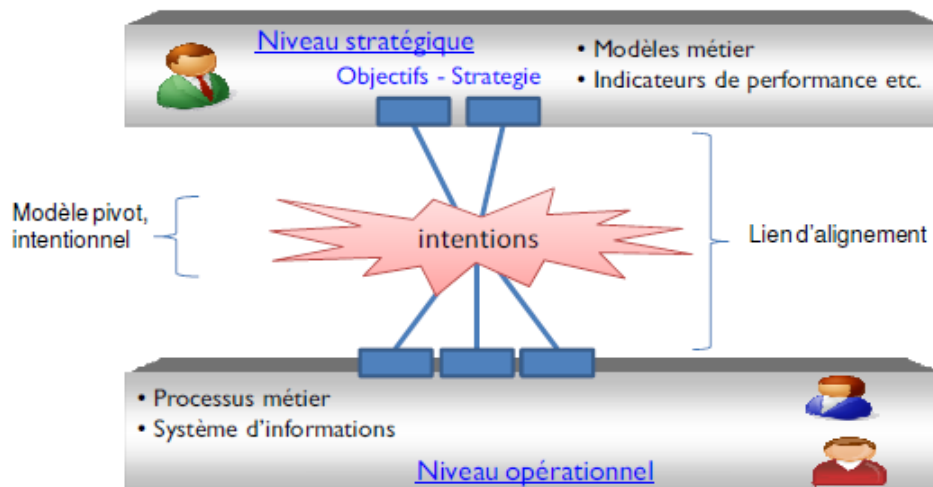 Niveau stratégique
Objectifs - Strategie
• Modèles métier
• Indicateurs de performance etc.
Modèle pivot,
intentionnel
intentions
Lien d'alignement
• Processus métier
• Système d'informations
Niveau opérationnel